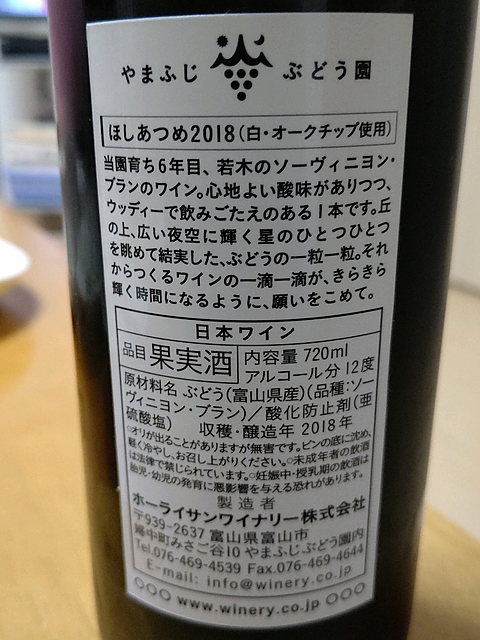 やまふじ ぶどう園
ほしあつめ2018(白・オークチップ使用)
当園育ち6年目、若木のソーヴィニヨン・
ブランのワイン。心地よい酸味がありつつ、
ウッディーで飲みごたえのある1本です。丘
の上、広い夜空に輝く星のひとつひとつ
を眺めて結実した、ぶどうの一粒一粒。それ
からつくるワインの一滴一滴が、きらきら
輝く時間になるように、願いをこめて。
日本ワイン
品目 果実酒 内容量 720ml
アルコール分 12度
原材料名 ぶどう(富山県産)(品種:ソー
ヴィニヨン・ブラン)/酸化防止剤(亜
硫酸塩) 収穫・醸造年 2018年
○オリが出ることがありますが無害です。ビンの底に沈め、
軽く冷やし、お召し上がりください。○未成年者の飲酒
は法律で禁じられています。○妊娠中・授乳期の飲酒は
胎児・幼児の発育に悪影響を与える恐れがあります。
製造者
ホーライサンワイナリー株式会社
〒939-2637 富山県富山市
婦中町みさご谷10 やまふじぶどう園内
Tel.076-469-4539 Fax.076-469-4644
E-mail: info@winery.co.jp
○○○ www.winery.co.jp ○○○